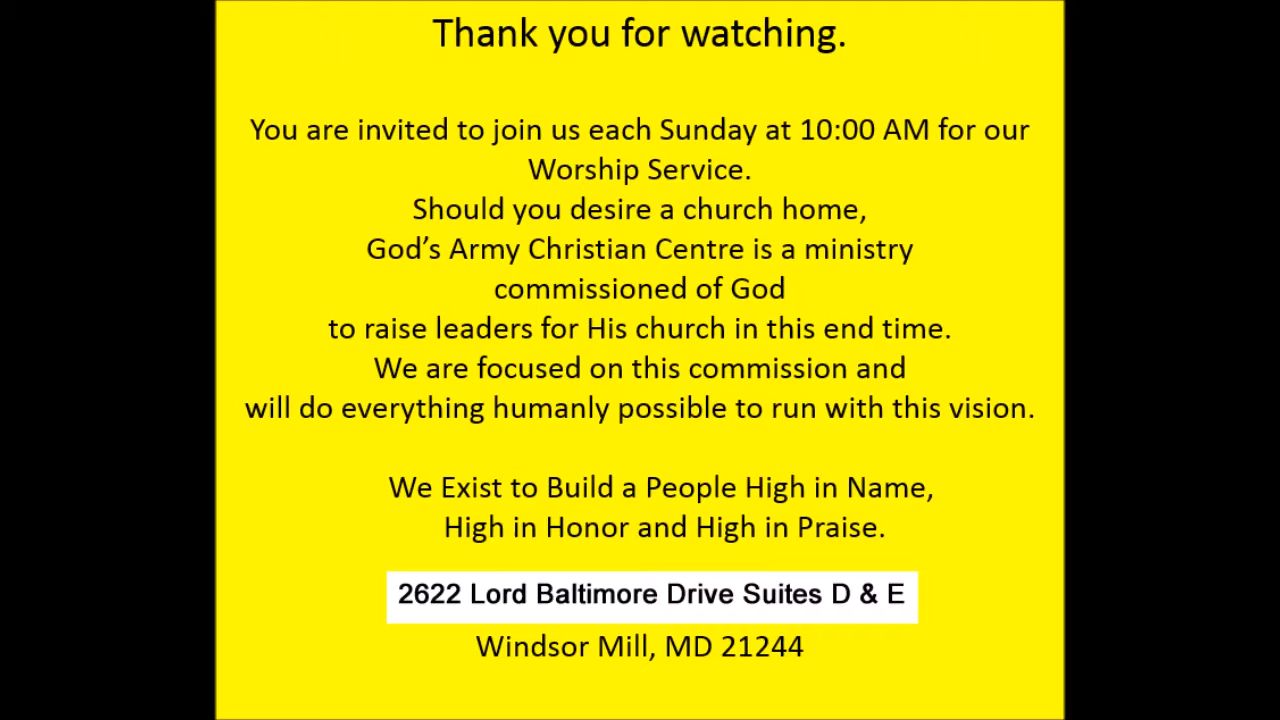 Thank you for watching.
You are invited to join us each Sunday at 10:00 AM for our
Worship Service.
Should you desire a church home,
God’s Army Christian Centre is a ministry
commissioned of God
to raise leaders for His church in this end time.
We are focused on this commission and
will do everything humanly possible to run with this vision.
We Exist to Build a People High in Name,
High in Honor and High in Praise.
2622 Lord Baltimore Drive Suites D & E
Windsor Mill, MD 21244